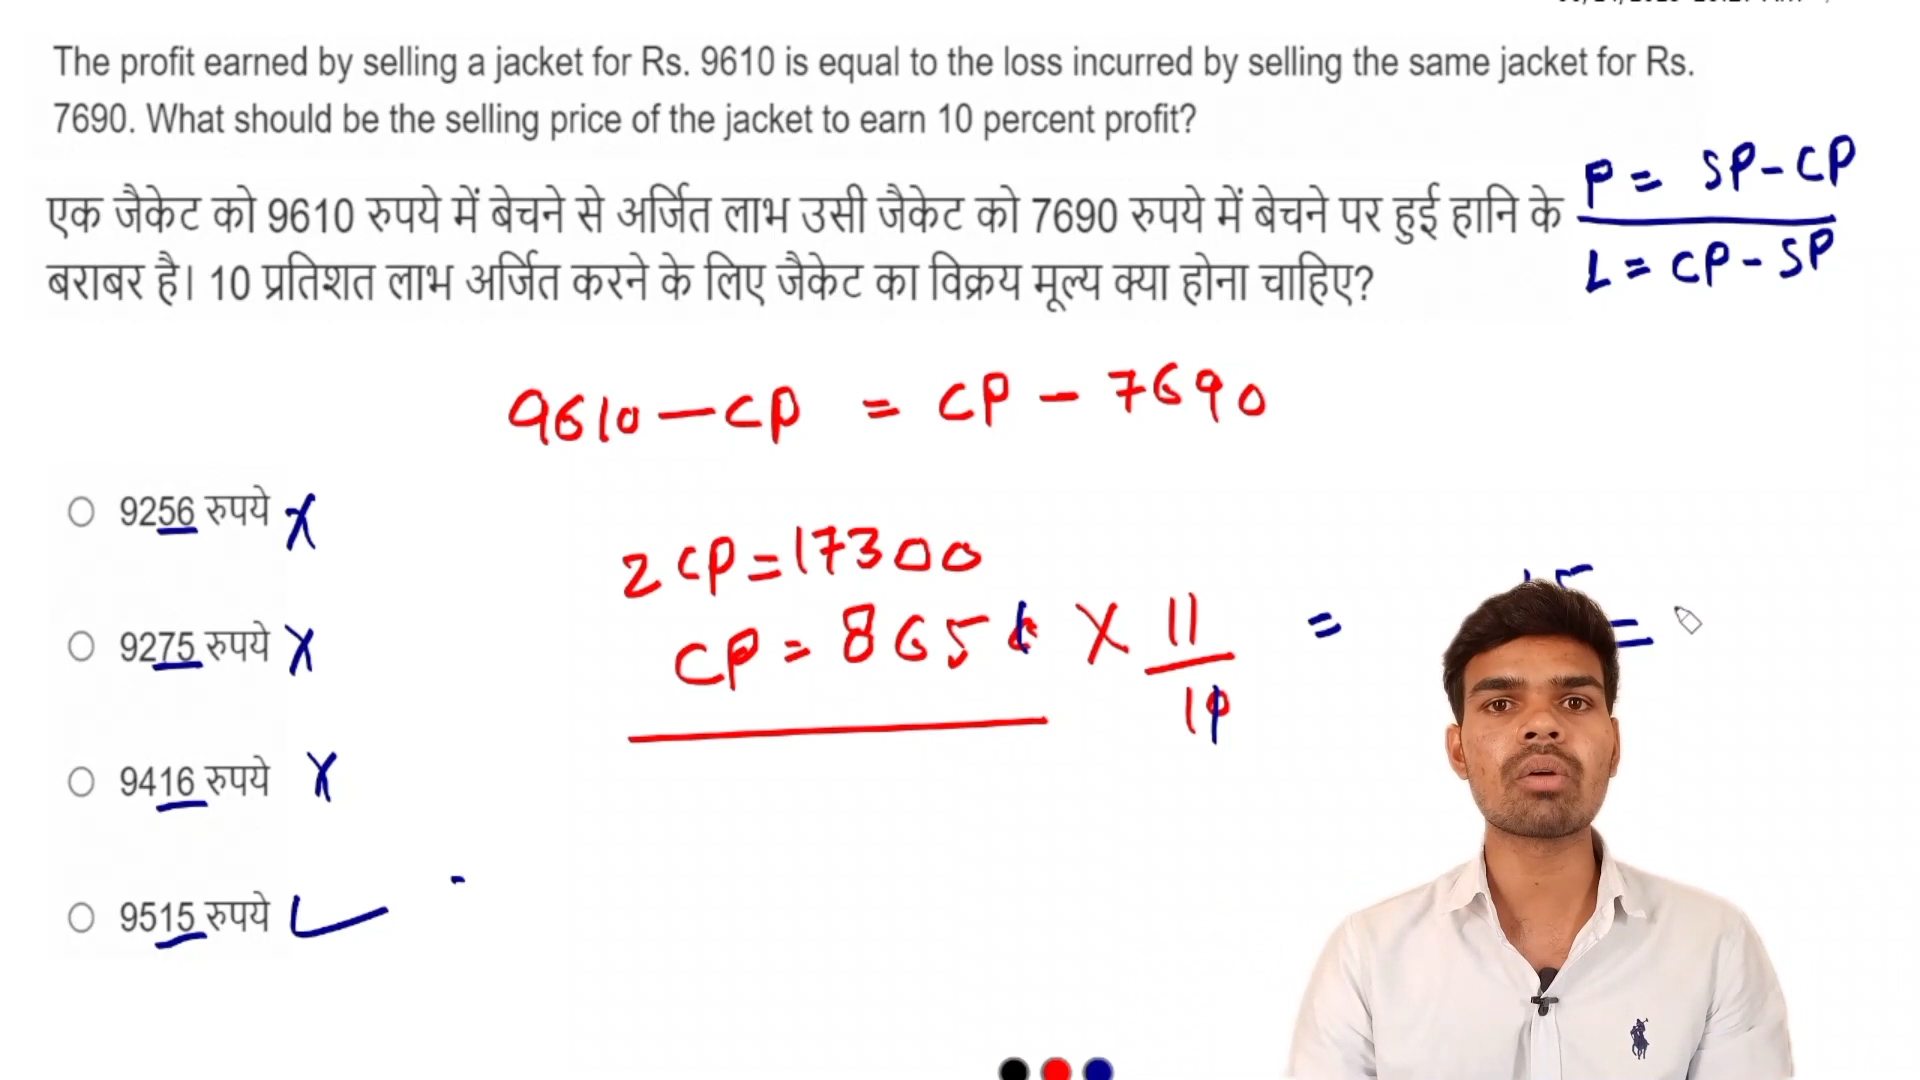 The profit earned by selling a jacket for Rs. 9610 is equal to the loss incurred by selling the same jacket for Rs.
7690. What should be the selling price of the jacket to earn 10 percent profit?
एक जैकेट को 9610 रुपये में बेचने से अर्जित लाभ उसी जैकेट को 7690 रुपये में बेचने पर हुई हानि के
बराबर है। 10 प्रतिशत लाभ अर्जित करने के लिए जैकेट का विक्रय मूल्य क्या होना चाहिए?
P = SP - CP
L = CP - SP
9610 - CP = CP - 7690
9256 रुपये X
2CP = 17300
9275 रुपये X
CP = 8650 X 11/10 =
9416 रुपये X
9515 रुपये